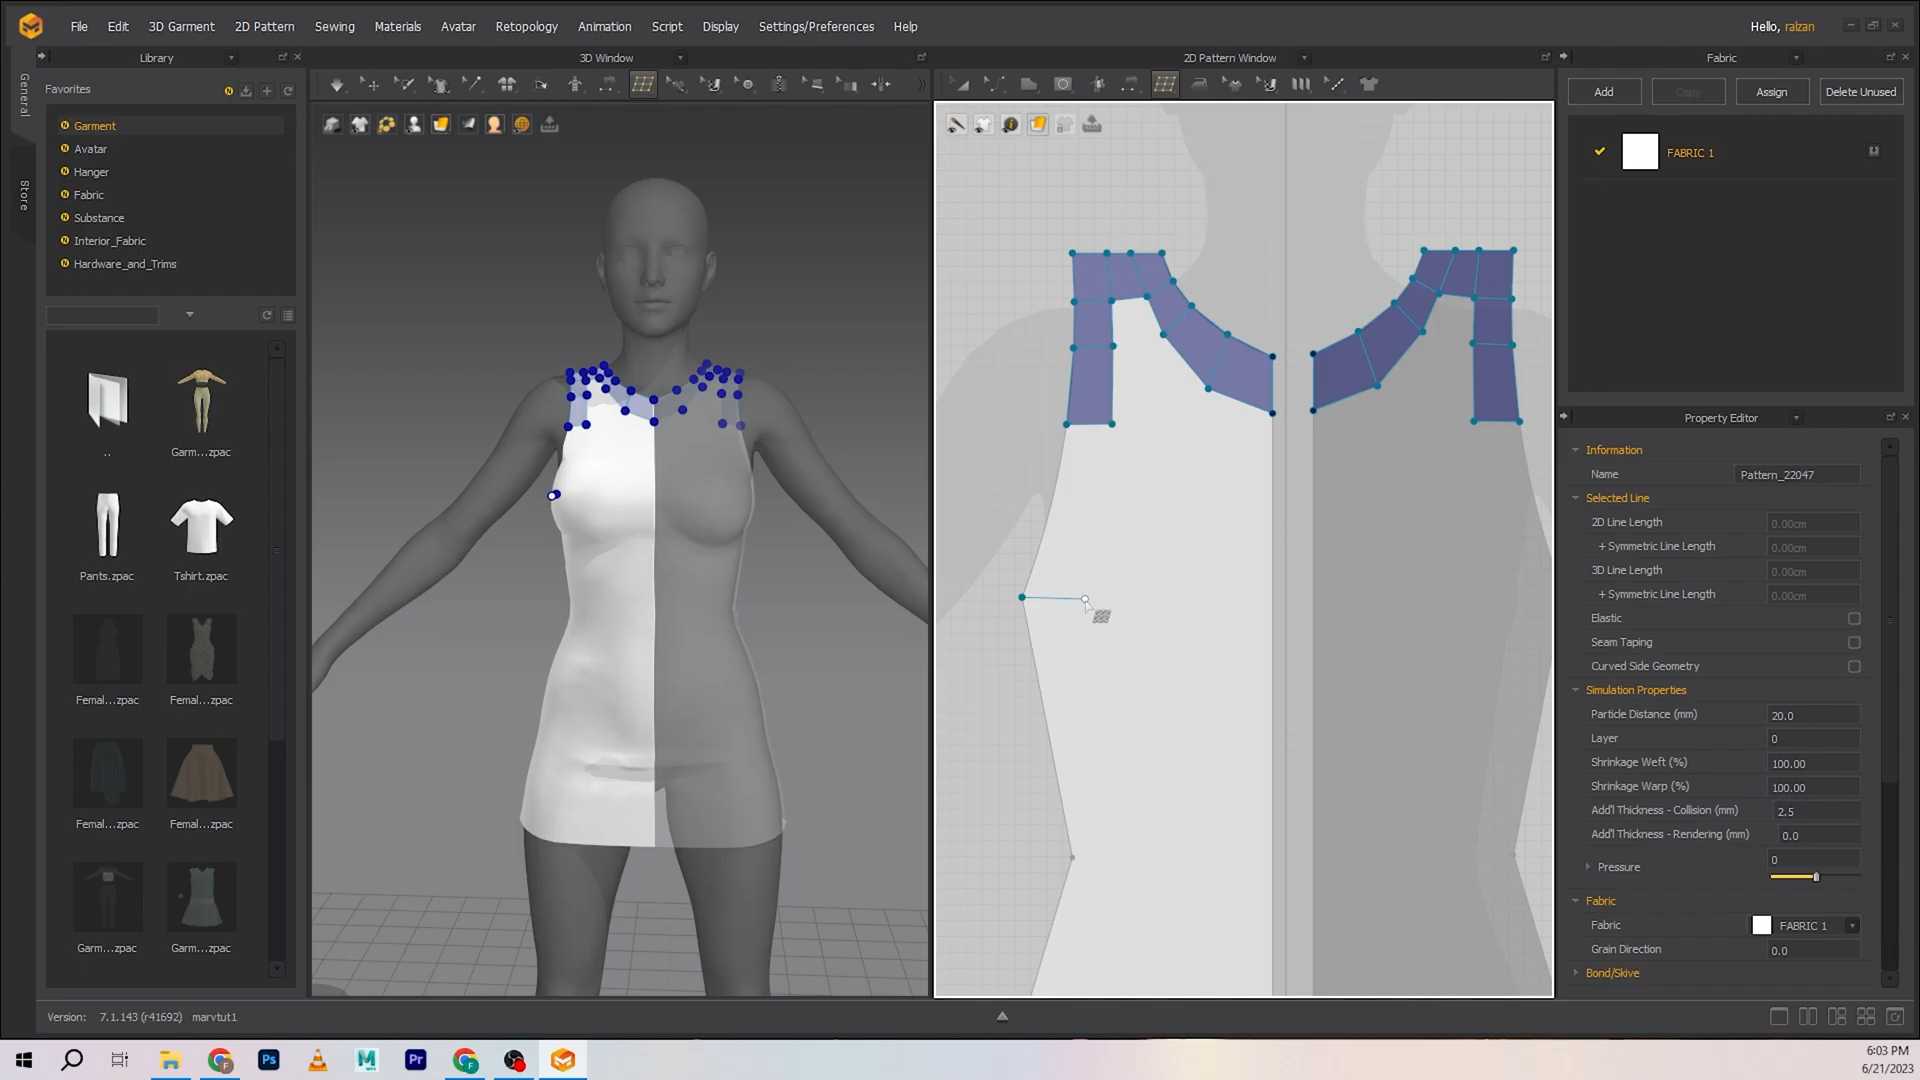 File Edit 3D Garment 2D Pattern Sewing Materials Avatar Retopology Animation Script Display Settings/Preferences Help
Hello, ralzan
Library
3D Window
2D Pattern Window
Fabric
General
Store
Favorites
Garment
Avatar
Hanger
Fabric
Substance
Interior_Fabric
Hardware_and_Trims
..
Garm...zpac
Pants.zpac
Tshirt.zpac
Femal...zpac
Femal...zpac
Femal...zpac
Femal...zpac
Garm...zpac
Garm...zpac
Add
Copy
Assign
Delete Unused
FABRIC 1
Property Editor
Information
Name Pattern_22047
Selected Line
2D Line Length 0.00cm
+ Symmetric Line Length 0.00cm
3D Line Length 0.00cm
+ Symmetric Line Length 0.00cm
Elastic
Seam Taping
Curved Side Geometry
Simulation Properties
Particle Distance (mm) 20.0
Layer 0
Shrinkage Weft (%) 100.00
Shrinkage Warp (%) 100.00
Add'l Thickness - Collision (mm) 2.5
Add'l Thickness - Rendering (mm) 0.0
Pressure 0
Fabric
Fabric FABRIC 1
Grain Direction 0.0
Bond/Skive
Version: 7.1.143 (r41692) marvtut1
Ps
M
Pr
6:03 PM
6/21/2023